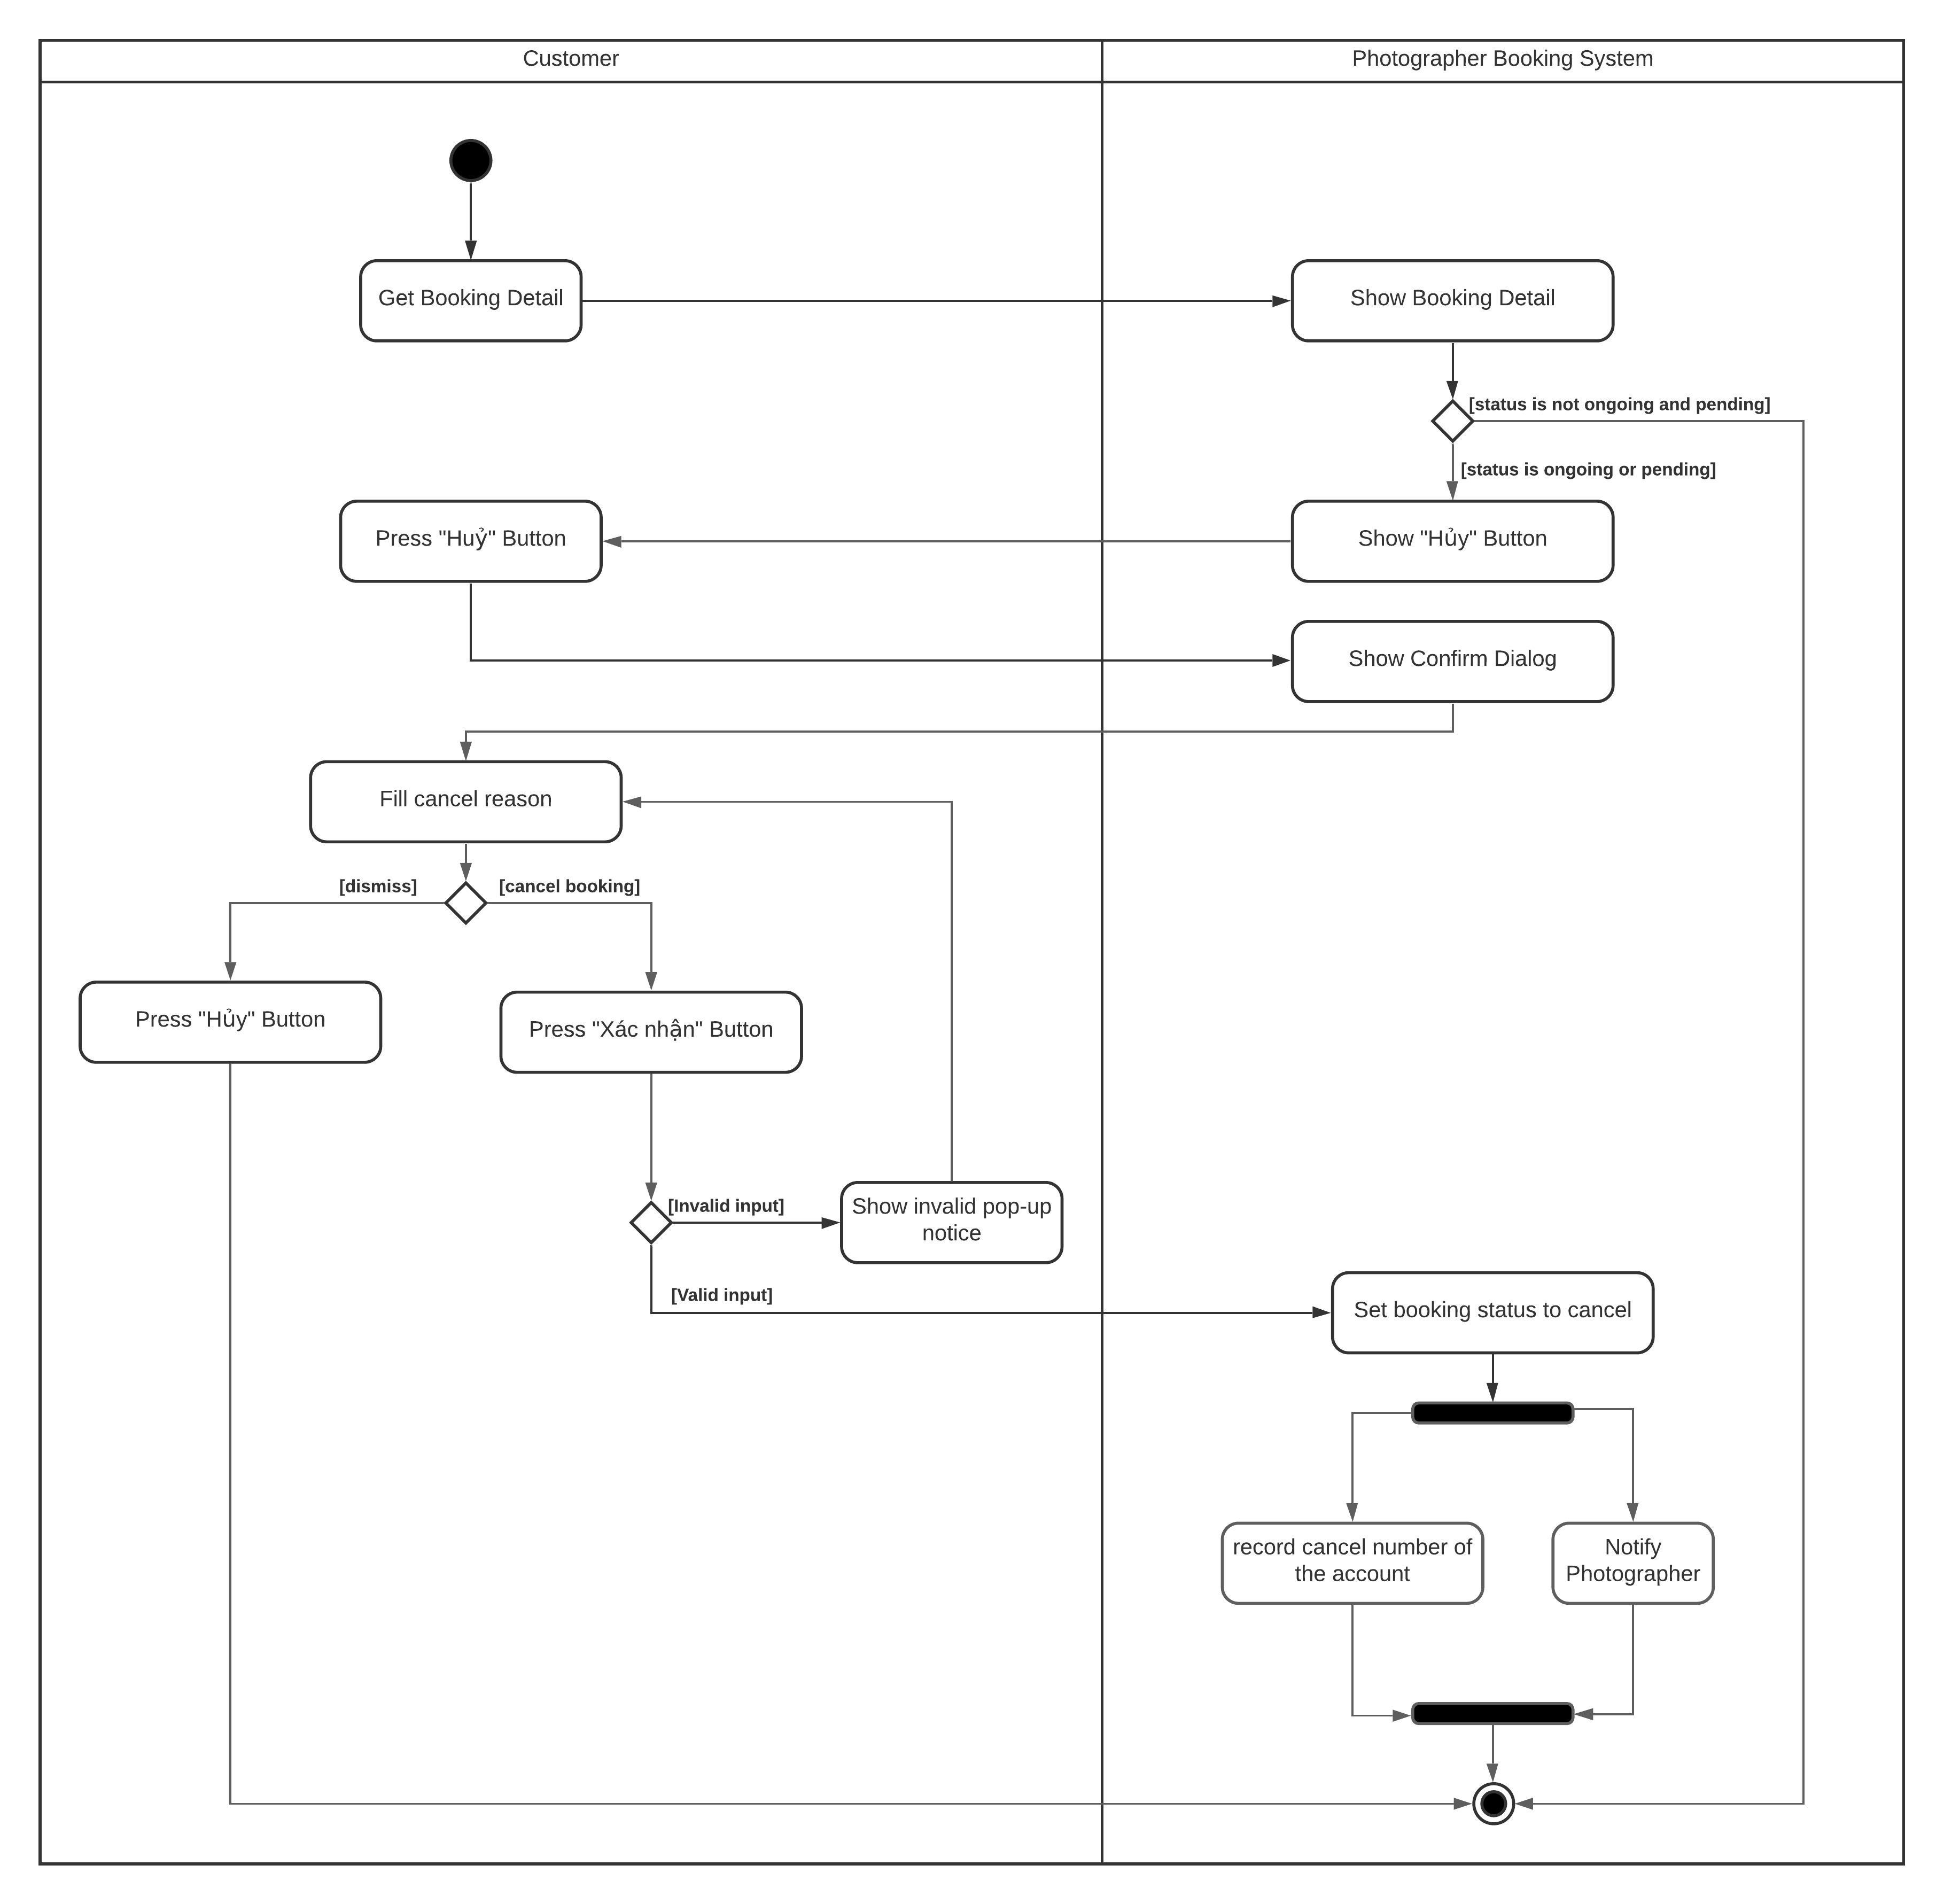 Customer
Photographer Booking System
Get Booking Detail
Show Booking Detail
[status is not ongoing and pending]
[status is ongoing or pending]
Press "Huỷ" Button
Show "Hủy" Button
Show Confirm Dialog
Fill cancel reason
[dismiss]
[cancel booking]
Press "Hủy" Button
Press "Xác nhận" Button
[Invalid input]
Show invalid pop-up
notice
[Valid input]
Set booking status to cancel
record cancel number of
the account
Notify
Photographer